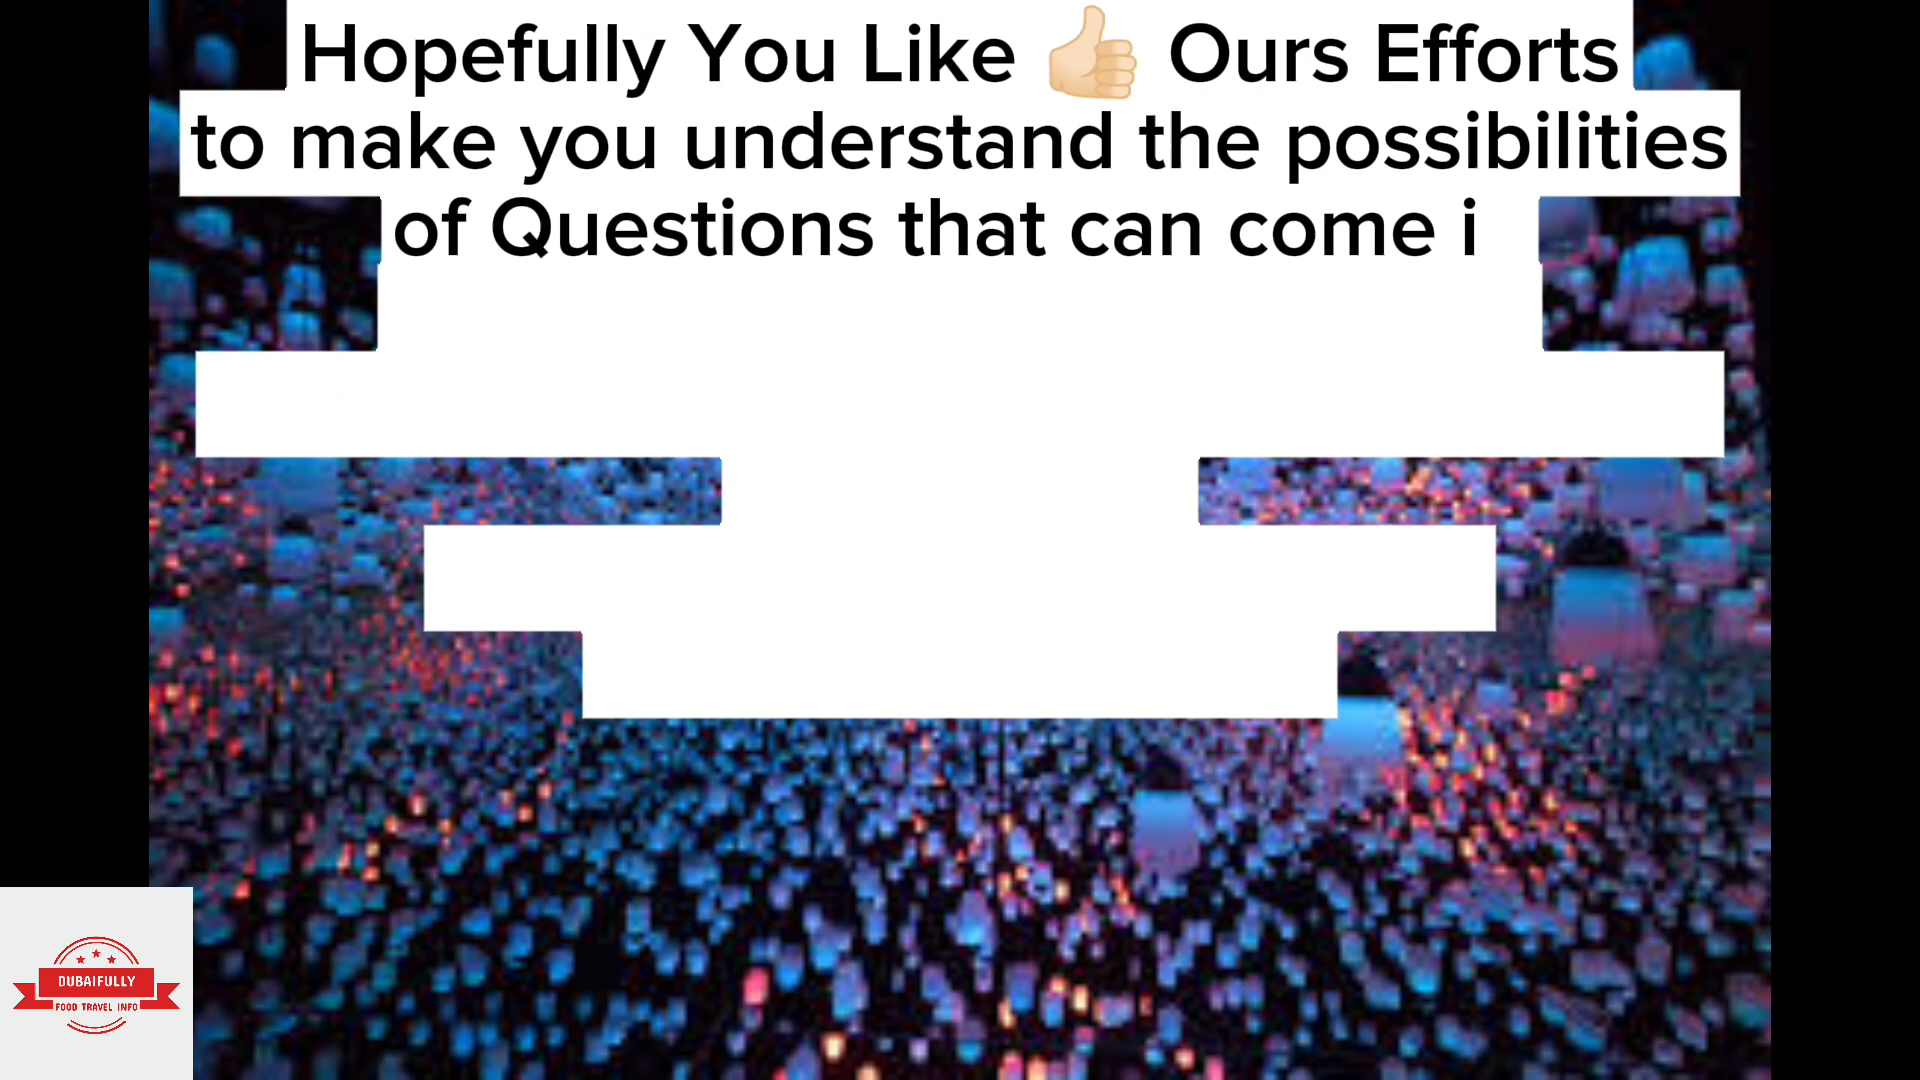 Hopefully You Like 👍🏻 Ours Efforts
to make you understand the possibilities
of Questions that can come i
DUBAIFULLY
FOOD TRAVEL INFO